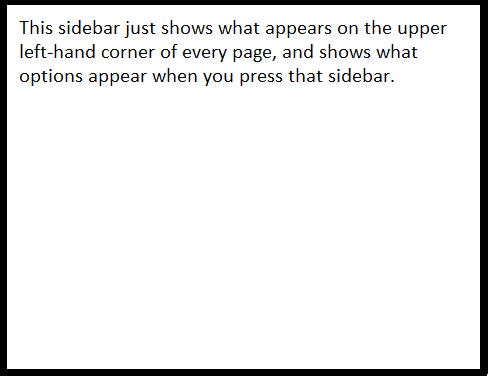 This sidebar just shows what appears on the upper
left-hand corner of every page, and shows what
options appear when you press that sidebar.